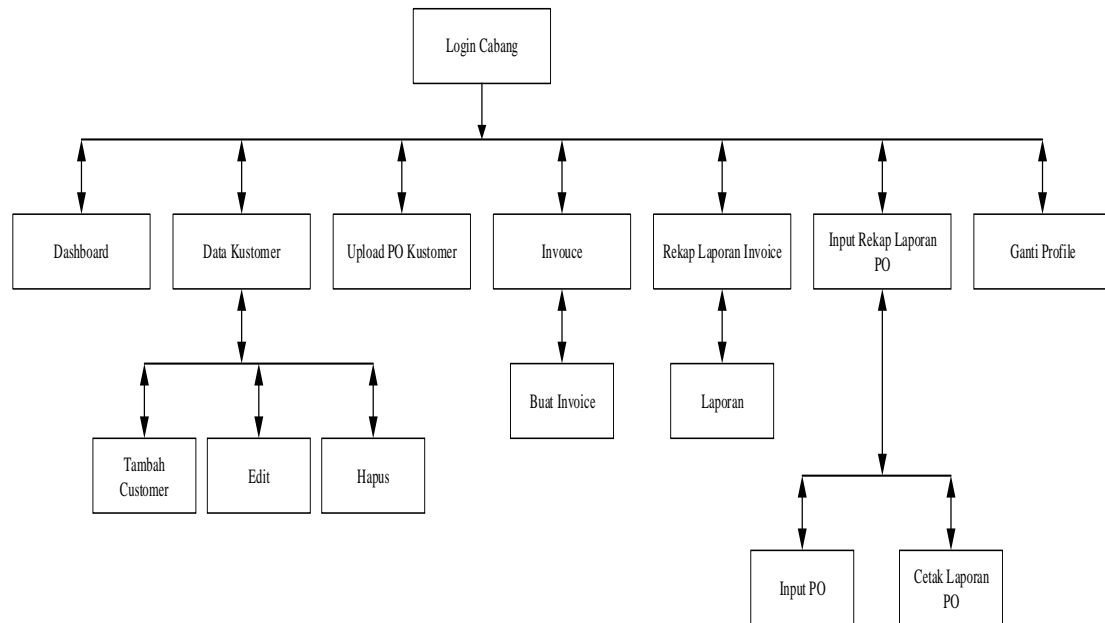 Login Cabang
Dashboard
Data Kustomer
Upload PO Kustomer
Invouce
Rekap Laporan Invoice
Input Rekap Laporan
PO
Ganti Profile
Buat Invoice
Laporan
Tambah
Customer
Edit
Hapus
Input PO
Cetak Laporan
PO